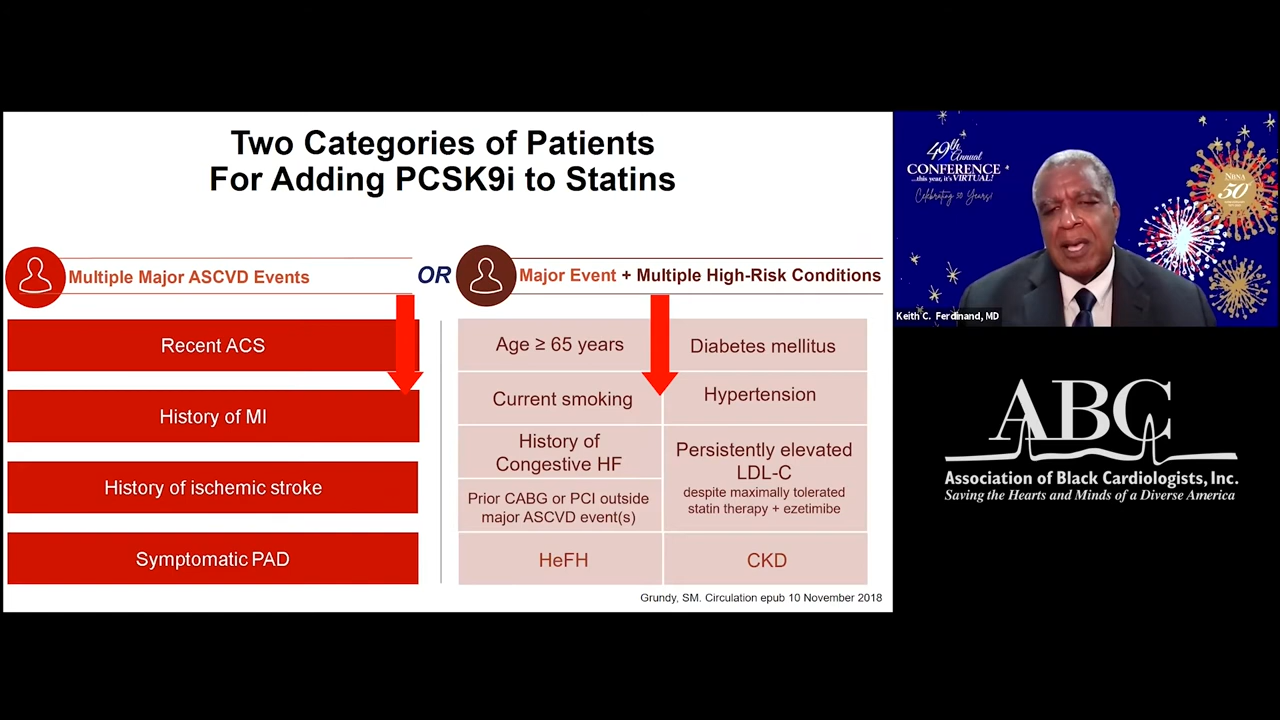 Two Categories of Patients
For Adding PCSK9i to Statins
Multiple Major ASCVD Events
OR
Major Event + Multiple High-Risk Conditions
Recent ACS
History of MI
History of ischemic stroke
Symptomatic PAD
Age ≥ 65 years
Diabetes mellitus
Current smoking
Hypertension
History of
Congestive HF
Persistently elevated
LDL-C
despite maximally tolerated
statin therapy + ezetimibe
Prior CABG or PCI outside
major ASCVD event(s)
HeFH
CKD
Grundy, SM. Circulation epub 10 November 2018
49th
Annual
CONFERENCE
...this year, it's VIRTUAL!
Celebrating 50 Years!
NBNA
50
Keith C. Ferdinand, MD
ABC
Association of Black Cardiologists, Inc.
Saving the Hearts and Minds of a Diverse America